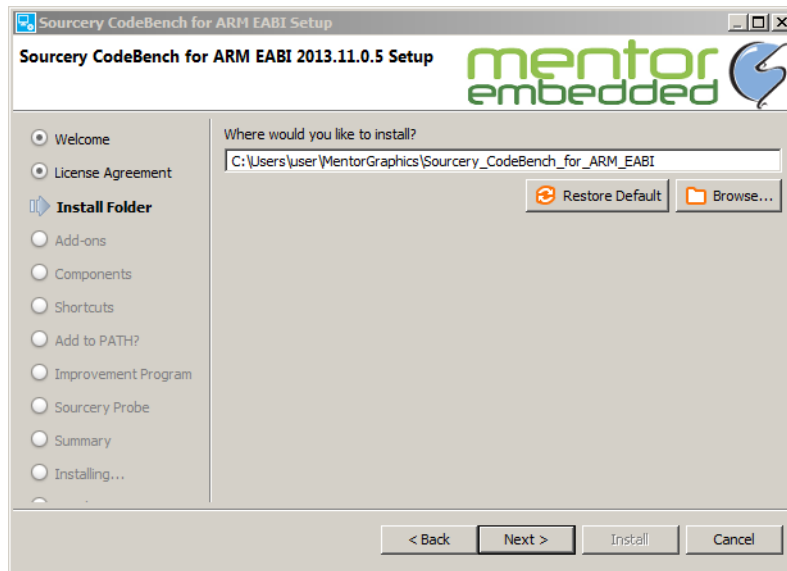 Sourcery CodeBench for ARM EABI Setup
Sourcery CodeBench for ARM EABI 2013.11.0.5 Setup
mentor
embedded
Welcome
License Agreement
Install Folder
Add-ons
Components
Shortcuts
Add to PATH?
Improvement Program
Sourcery Probe
Summary
Installing...
Where would you like to install?
C:\Users\user\MentorGraphics\Sourcery_CodeBench_for_ARM_EABI
Restore Default
Browse...
< Back
Next >
Install
Cancel